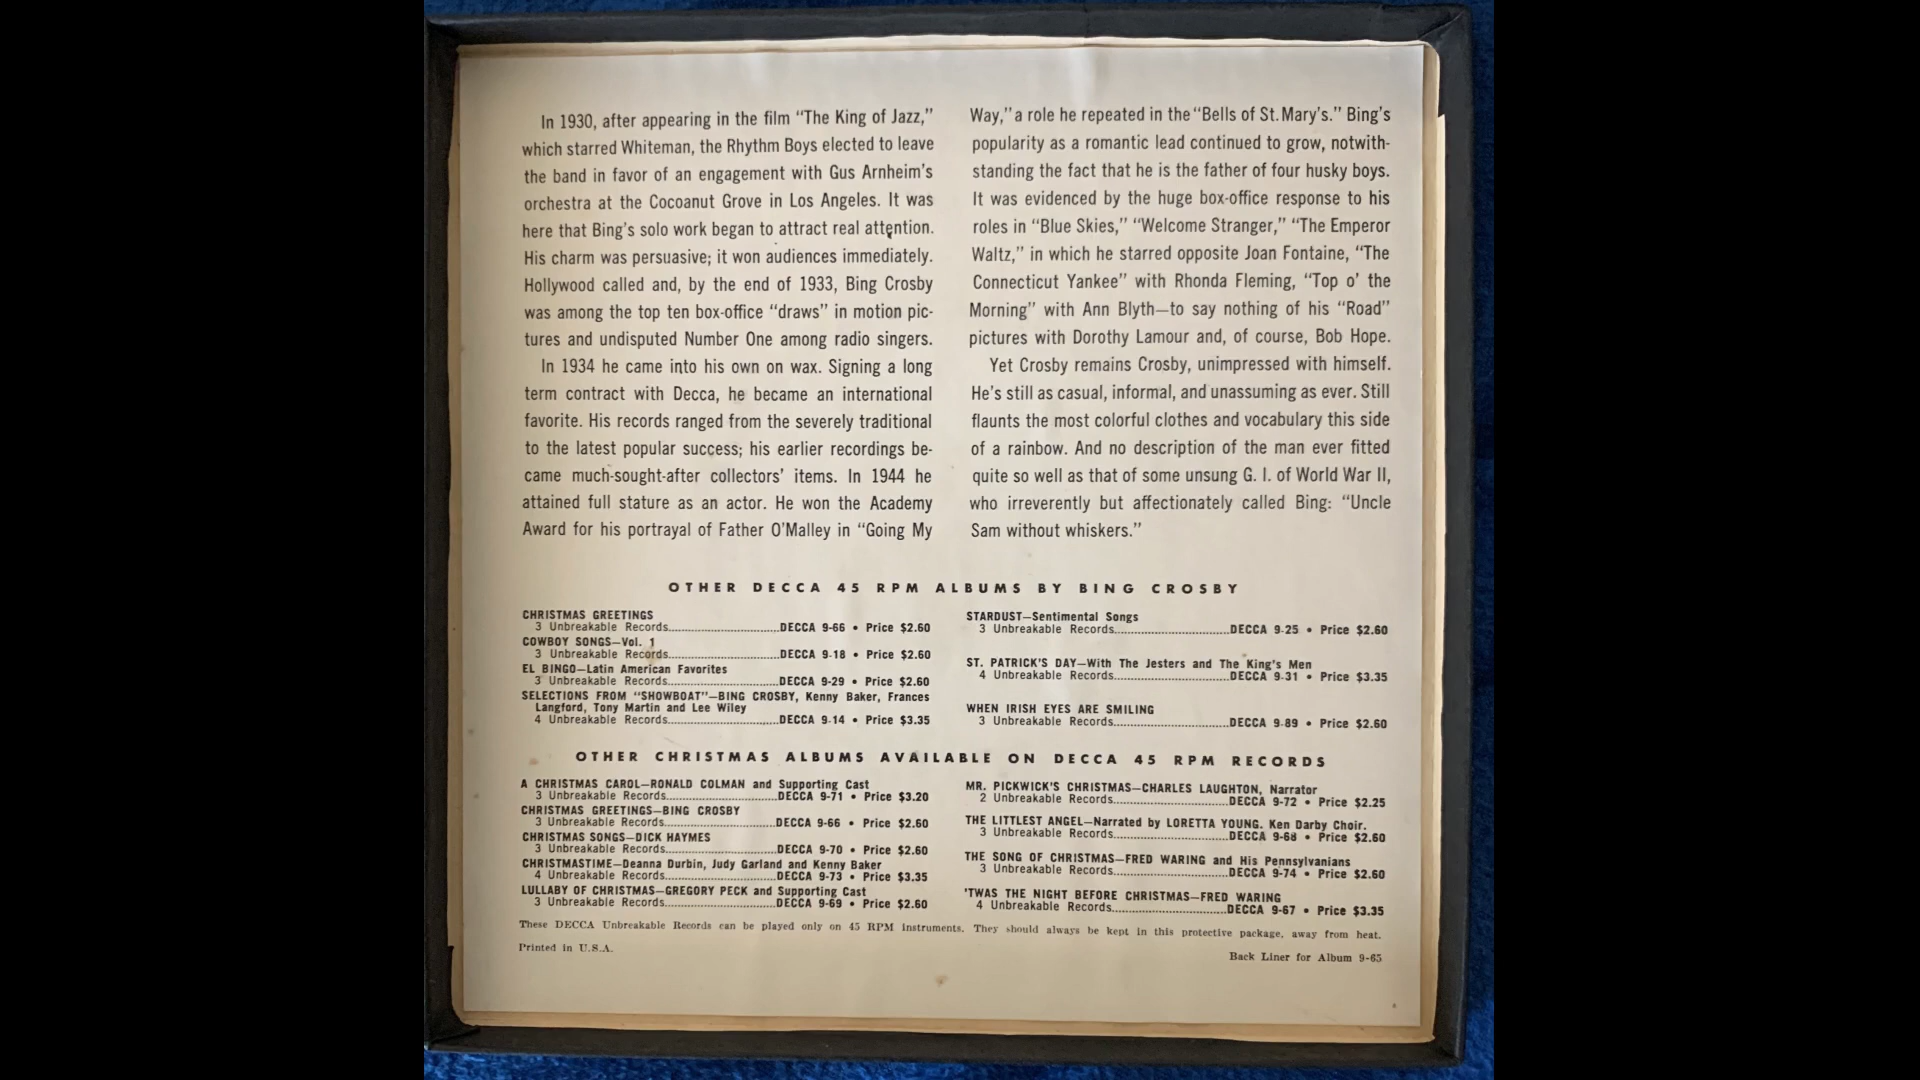 In 1930, after appearing in the film “The King of Jazz,”
which starred Whiteman, the Rhythm Boys elected to leave
the band in favor of an engagement with Gus Arnheim’s
orchestra at the Cocoanut Grove in Los Angeles. It was
here that Bing’s solo work began to attract real attention.
His charm was persuasive; it won audiences immediately.
Hollywood called and, by the end of 1933, Bing Crosby
was among the top ten box-office “draws” in motion pic-
tures and undisputed Number One among radio singers.
In 1934 he came into his own on wax. Signing a long
term contract with Decca, he became an international
favorite. His records ranged from the severely traditional
to the latest popular success; his earlier recordings be-
came much-sought-after collectors’ items. In 1944 he
attained full stature as an actor. He won the Academy
Award for his portrayal of Father O’Malley in “Going My
Way,” a role he repeated in the “Bells of St. Mary’s.” Bing’s
popularity as a romantic lead continued to grow, notwith-
standing the fact that he is the father of four husky boys.
It was evidenced by the huge box-office response to his
roles in “Blue Skies,” “Welcome Stranger,” “The Emperor
Waltz,” in which he starred opposite Joan Fontaine, “The
Connecticut Yankee” with Rhonda Fleming, “Top o’ the
Morning” with Ann Blyth—to say nothing of his “Road”
pictures with Dorothy Lamour and, of course, Bob Hope.
Yet Crosby remains Crosby, unimpressed with himself.
He’s still as casual, informal, and unassuming as ever. Still
flaunts the most colorful clothes and vocabulary this side
of a rainbow. And no description of the man ever fitted
quite so well as that of some unsung G. I. of World War II,
who irreverently but affectionately called Bing: “Uncle
Sam without whiskers.”
OTHER DECCA 45 RPM ALBUMS BY BING CROSBY
CHRISTMAS GREETINGS
3 Unbreakable Records..............................DECCA 9-66 • Price $2.60
COWBOY SONGS—Vol. 1
3 Unbreakable Records..............................DECCA 9-18 • Price $2.60
EL BINGO—Latin American Favorites
3 Unbreakable Records..............................DECCA 9-29 • Price $2.60
SELECTIONS FROM “SHOWBOAT”—BING CROSBY, Kenny Baker, Frances
Langford, Tony Martin and Lee Wiley
4 Unbreakable Records..............................DECCA 9-14 • Price $3.35
STARDUST—Sentimental Songs
3 Unbreakable Records..............................DECCA 9-25 • Price $2.60
ST. PATRICK’S DAY—With The Jesters and The King’s Men
4 Unbreakable Records..............................DECCA 9-31 • Price $3.35
WHEN IRISH EYES ARE SMILING
3 Unbreakable Records..............................DECCA 9-89 • Price $2.60
OTHER CHRISTMAS ALBUMS AVAILABLE ON DECCA 45 RPM RECORDS
A CHRISTMAS CAROL—RONALD COLMAN and Supporting Cast
3 Unbreakable Records..............................DECCA 9-71 • Price $3.20
CHRISTMAS GREETINGS—BING CROSBY
3 Unbreakable Records..............................DECCA 9-66 • Price $2.60
CHRISTMAS SONGS—DICK HAYMES
3 Unbreakable Records..............................DECCA 9-70 • Price $2.60
CHRISTMASTIME—Deanna Durbin, Judy Garland and Kenny Baker
4 Unbreakable Records..............................DECCA 9-73 • Price $3.35
LULLABY OF CHRISTMAS—GREGORY PECK and Supporting Cast
3 Unbreakable Records..............................DECCA 9-69 • Price $2.60
MR. PICKWICK’S CHRISTMAS—CHARLES LAUGHTON, Narrator
2 Unbreakable Records..............................DECCA 9-72 • Price $2.25
THE LITTLEST ANGEL—Narrated by LORETTA YOUNG. Ken Darby Choir.
3 Unbreakable Records..............................DECCA 9-68 • Price $2.60
THE SONG OF CHRISTMAS—FRED WARING and His Pennsylvanians
3 Unbreakable Records..............................DECCA 9-74 • Price $2.60
’TWAS THE NIGHT BEFORE CHRISTMAS—FRED WARING
4 Unbreakable Records..............................DECCA 9-67 • Price $3.35
These DECCA Unbreakable Records can be played only on 45 RPM Instruments. They should always be kept in this protective package, away from heat.
Printed in U.S.A.
Back Liner for Album 9-65